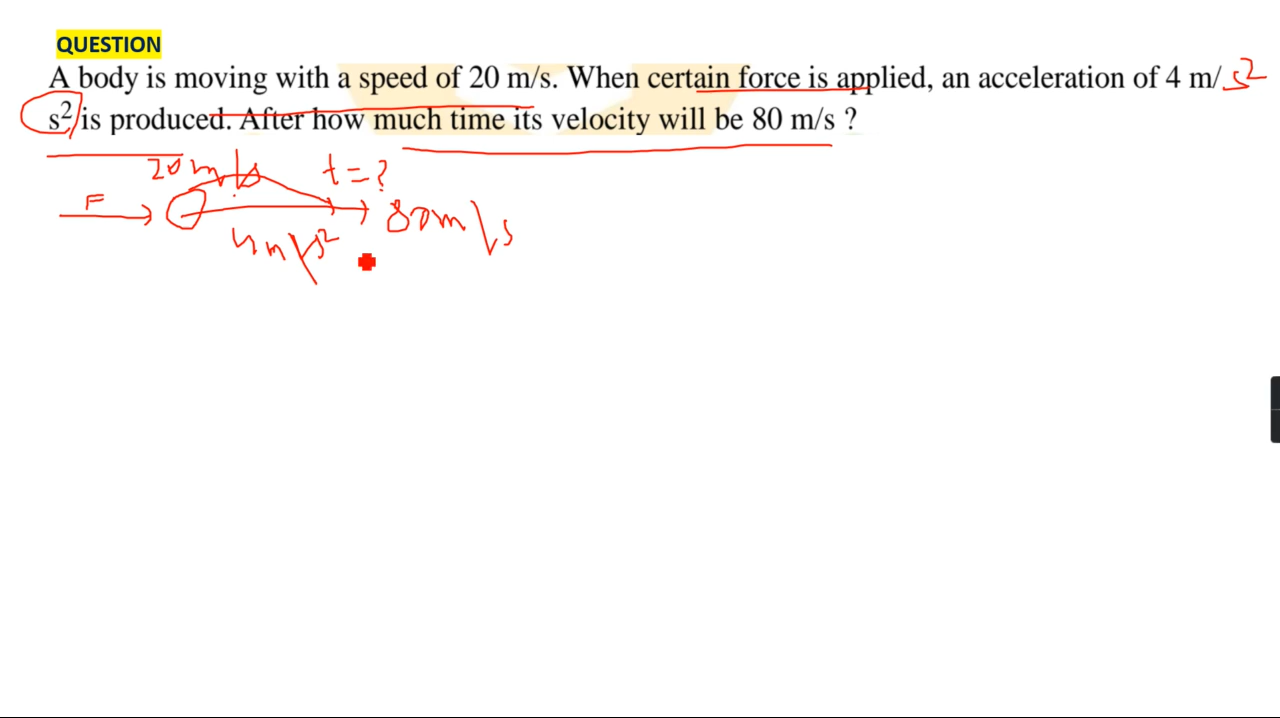 QUESTION
A body is moving with a speed of 20 m/s. When certain force is applied, an acceleration of 4 m/ s²
s² is produced. After how much time its velocity will be 80 m/s ?
20 m/s t = ?
F 80 m/s
4 m/s²